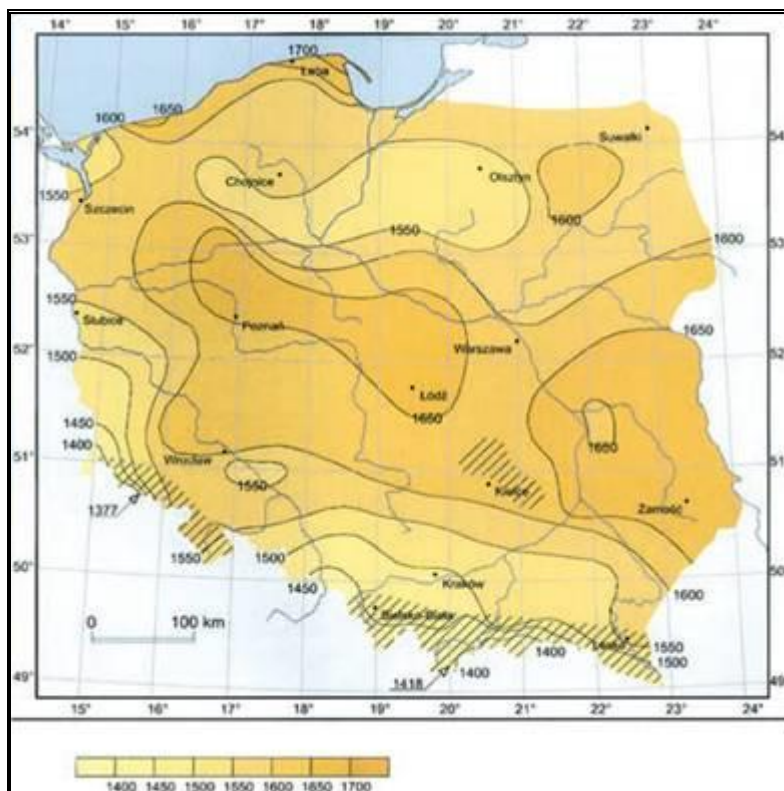 14° 15° 16° 17° 18° 19° 20° 21° 22° 23° 24°
1700
Łeba
1650
1600
54°
Suwałki
Chojnice
Olsztyn
1550
Szczecin
1600
53°
1550
1600
1550
Słubice
Poznań
1650
52°
Warszawa
1500
Łódź
1650
1450
1400
51°
Wrocław
1650
1550
Kielce
1377
Zamość
50°
1550
1500
Kraków
1450
1600
0 100 km
Bielsko-Biała
Lesko
1550
1400
1500
49°
1418
1400
15° 16° 17° 18° 19° 20° 21° 22° 23° 24°
1400 1450 1500 1550 1600 1650 1700